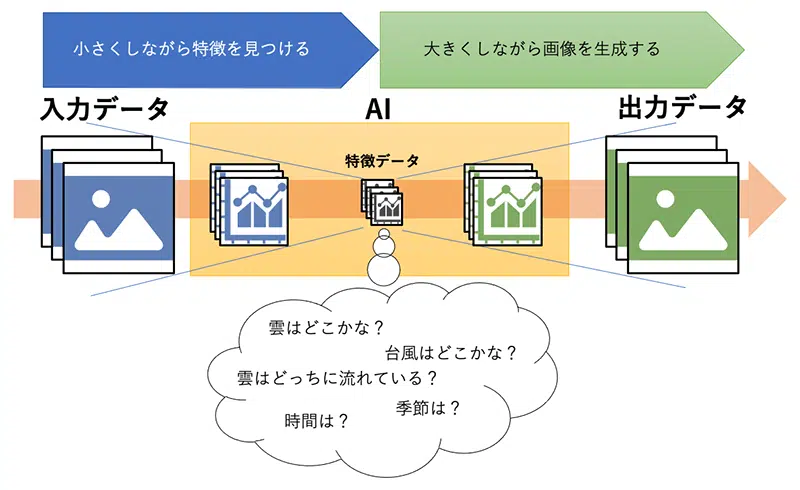 小さくしながら特徴を見つける
大きくしながら画像を生成する
入力データ
AI
出力データ
特徴データ
雲はどこかな？
台風はどこかな？
雲はどっちに流れている？
季節は？
時間は？